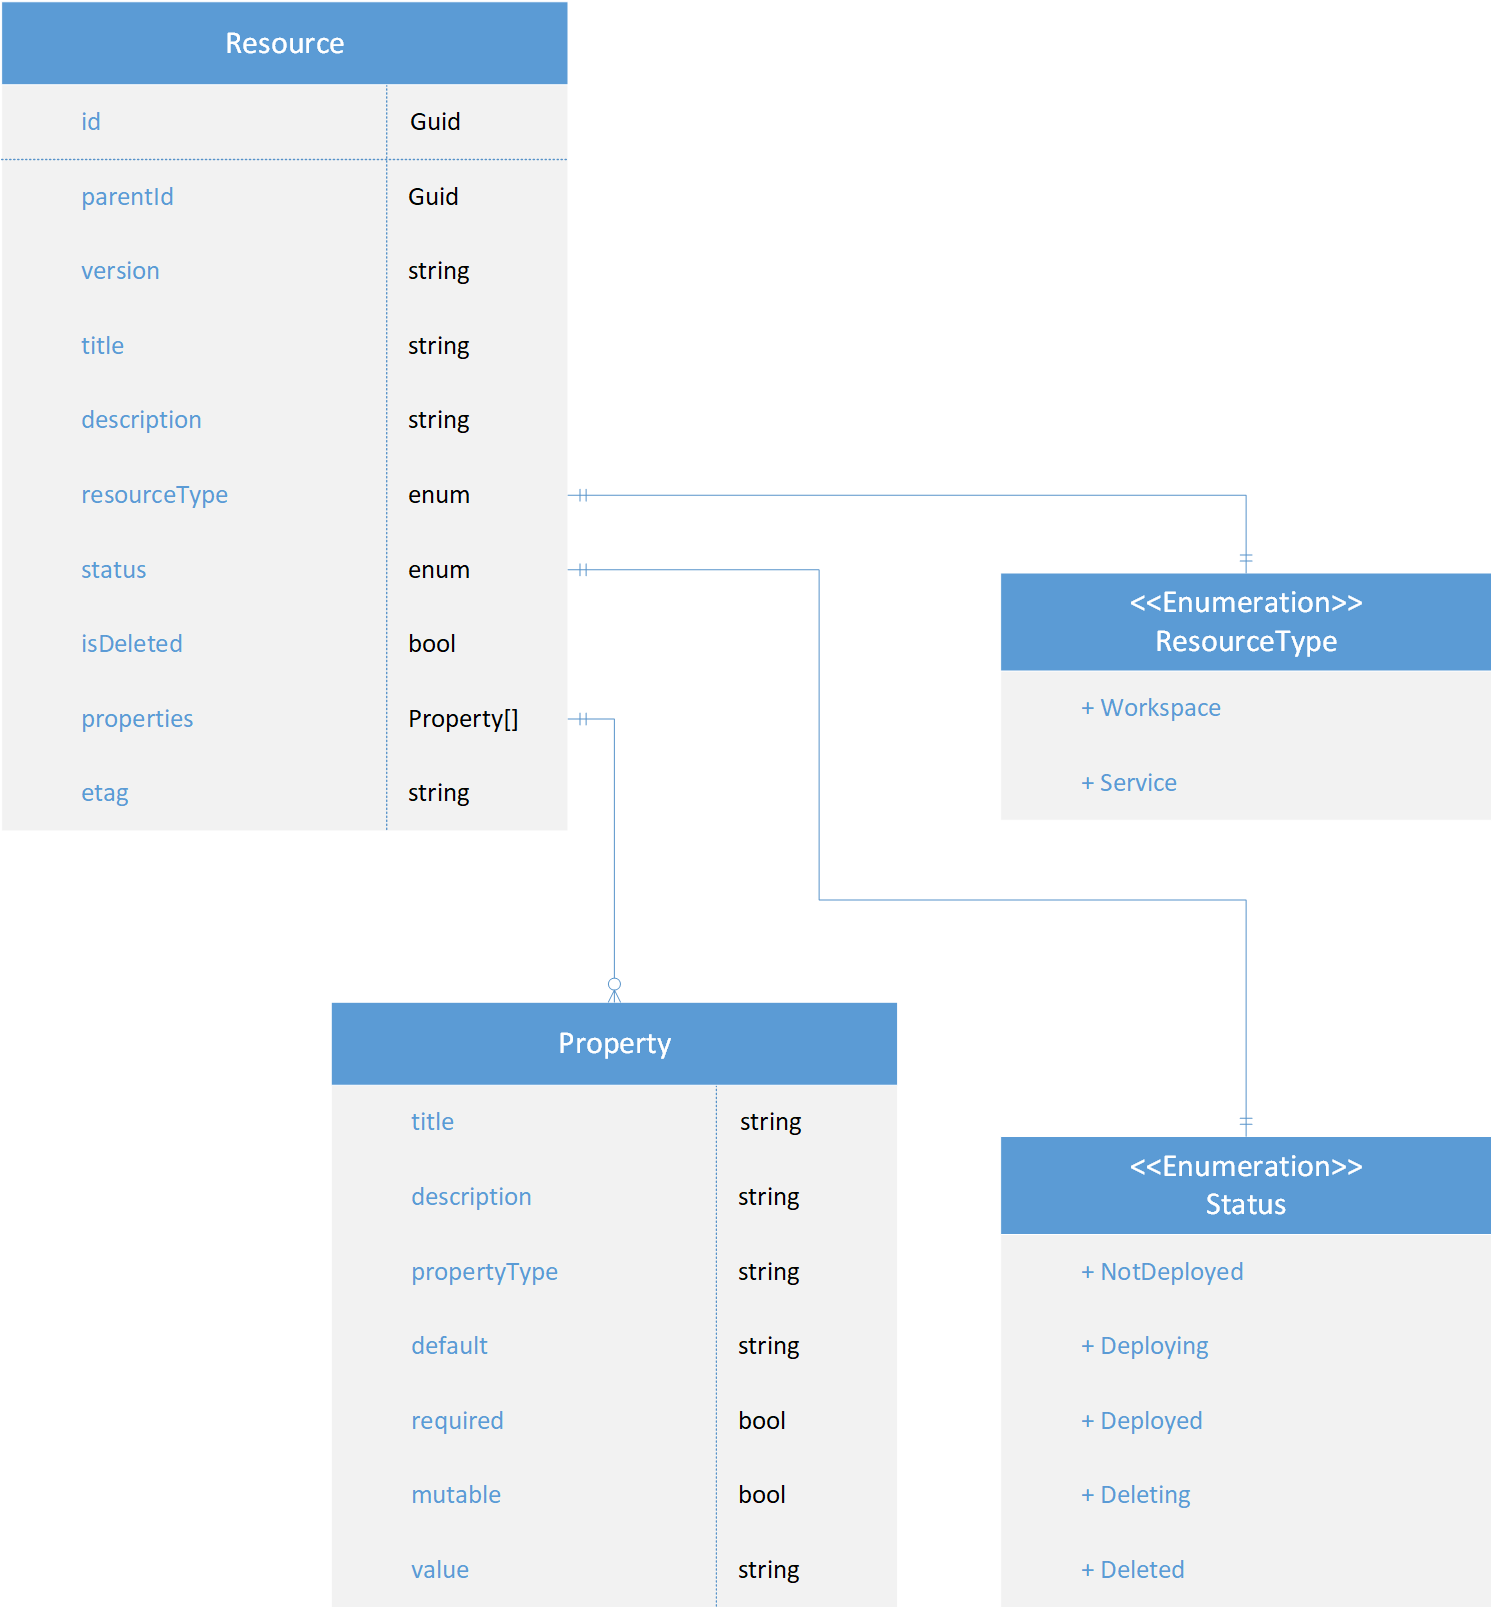 Resource
id Guid
parentId Guid
version string
title string
description string
resourceType enum
status enum
isDeleted bool
properties Property[]
etag string
<<Enumeration>>
ResourceType
+ Workspace
+ Service
Property
title string
description string
propertyType string
default string
required bool
mutable bool
value string
<<Enumeration>>
Status
+ NotDeployed
+ Deploying
+ Deployed
+ Deleting
+ Deleted